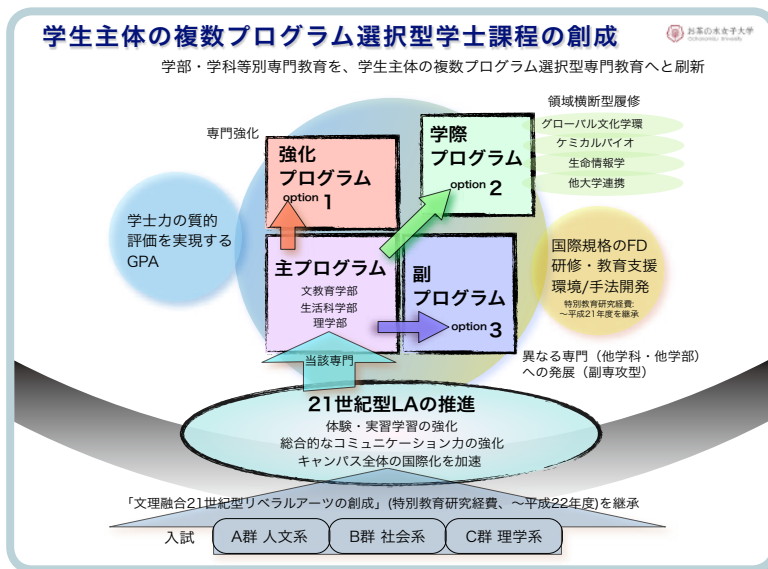 学生主体の複数プログラム選択型学士課程の創成
お茶の水女子大学
Ochanomizu University
学部・学科等別専門教育を、学生主体の複数プログラム選択型専門教育へと刷新
領域横断型履修
グローバル文化学環
ケミカルバイオ
生命情報学
他大学連携
専門強化
強化
プログラム
option 1
学際
プログラム
option 2
学士力の質的
評価を実現する
GPA
主プログラム
文教育学部
生活科学部
理学部
副
プログラム
option 3
国際規格のFD
研修・教育支援
環境/手法開発
特別教育研究経費:
〜平成21年度を継承
当該専門
異なる専門（他学科・他学部）
への発展（副専攻型）
21世紀型LAの推進
体験・実習学習の強化
総合的なコミュニケーション力の強化
キャンパス全体の国際化を加速
「文理融合21世紀型リベラルアーツの創成」(特別教育研究経費、〜平成22年度)を継承
入試
A群 人文系
B群 社会系
C群 理学系